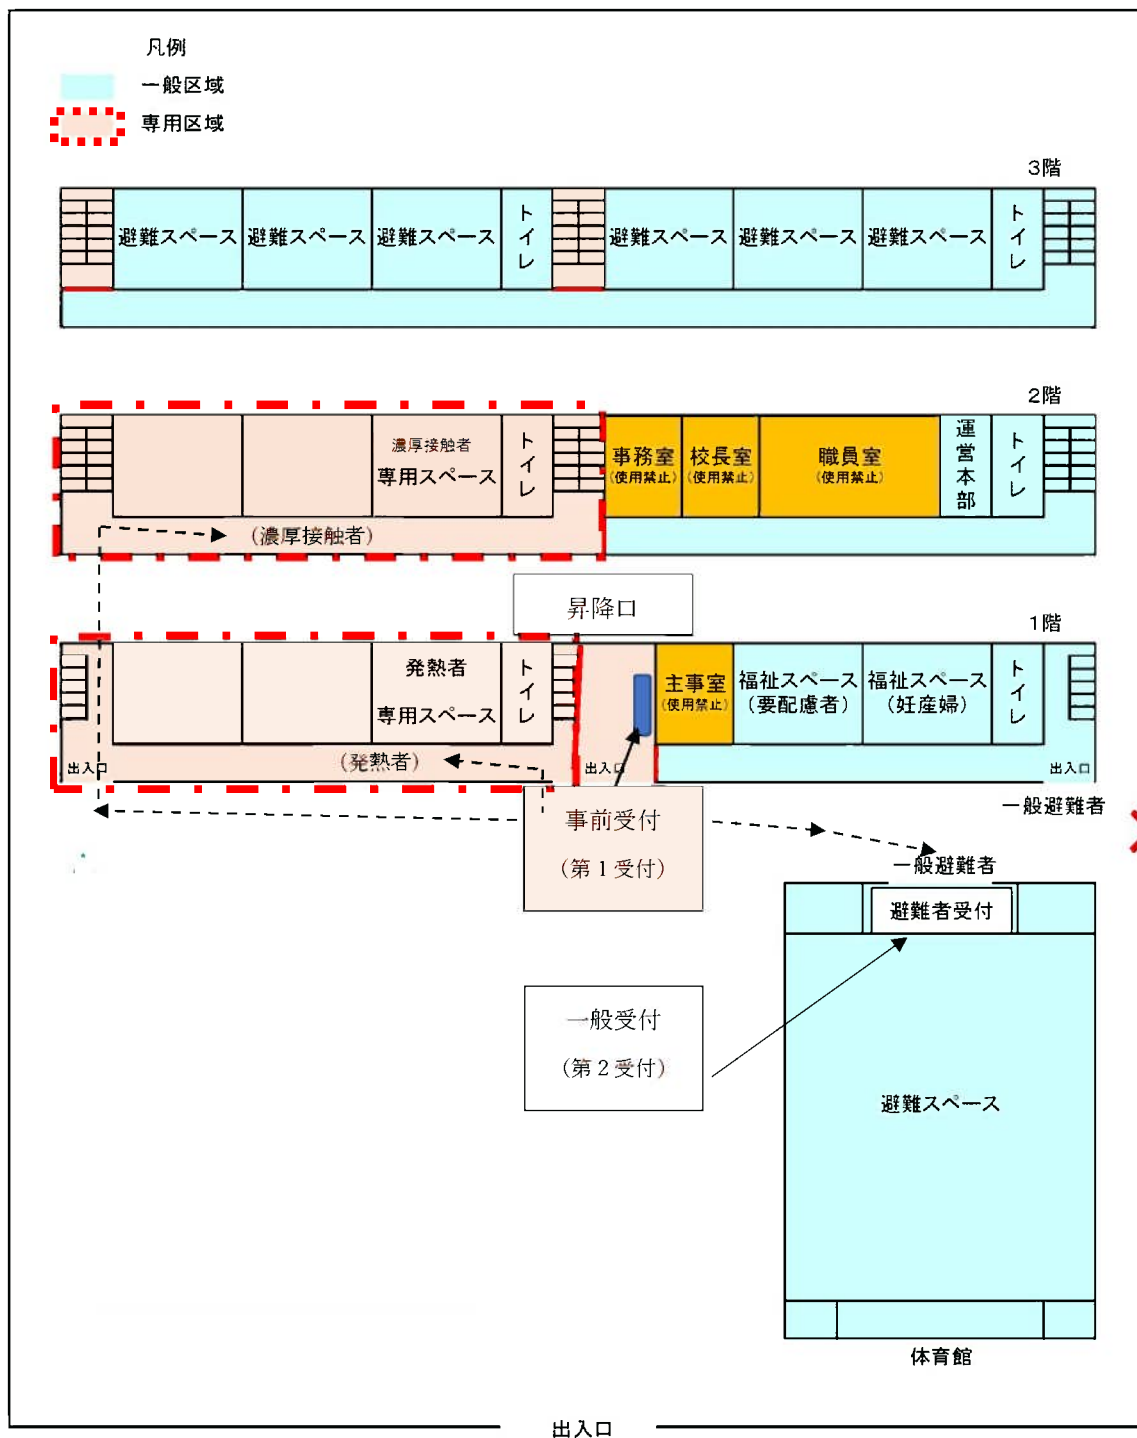 凡例
一般区域
専用区域
3階
避難スペース
避難スペース
避難スペース
トイレ
避難スペース
避難スペース
避難スペース
トイレ
2階
濃厚接触者
専用スペース
トイレ
事務室
(使用禁止)
校長室
(使用禁止)
職員室
(使用禁止)
運営本部
トイレ
(濃厚接触者)
昇降口
1階
発熱者
専用スペース
トイレ
主事室
(使用禁止)
福祉スペース
(要配慮者)
福祉スペース
(妊産婦)
トイレ
出入口
(発熱者)
出入口
出入口
一般避難者
事前受付
(第1受付)
一般避難者
避難者受付
一般受付
(第2受付)
避難スペース
体育館
出入口